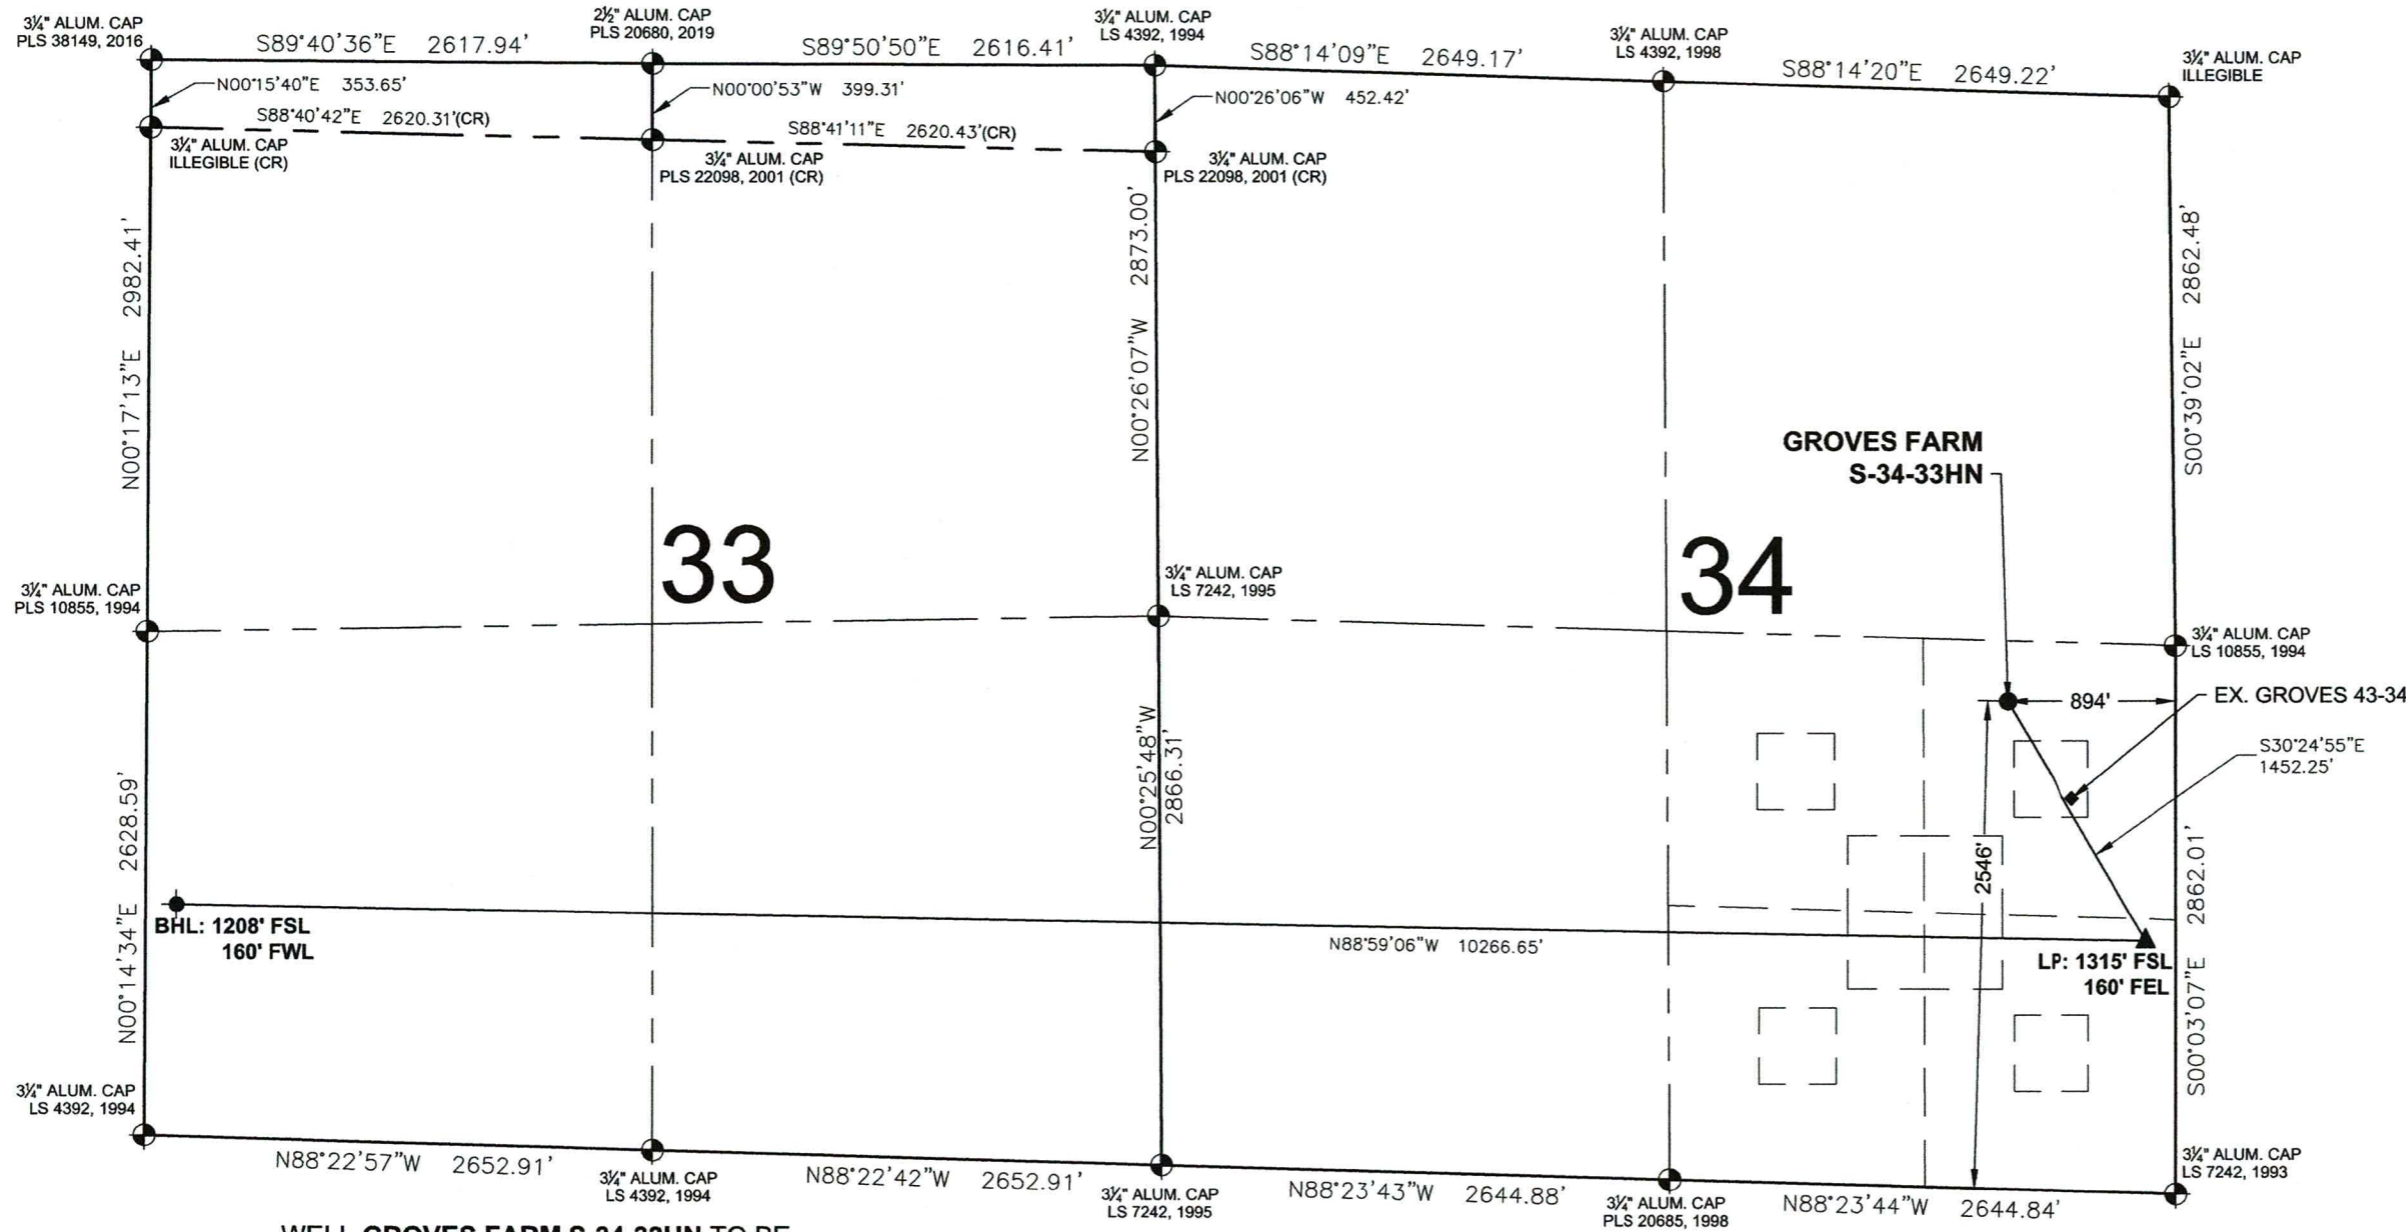 3¼" ALUM. CAP
PLS 38149, 2016
S89°40'36"E 2617.94'
2½" ALUM. CAP
PLS 20680, 2019
S89°50'50"E 2616.41'
3¼" ALUM. CAP
LS 4392, 1994
S88°14'09"E 2649.17'
3¼" ALUM. CAP
LS 4392, 1998
S88°14'20"E 2649.22'
3¼" ALUM. CAP
ILLEGIBLE
N00°15'40"E 353.65'
N00°00'53"W 399.31'
N00°26'06"W 452.42'
S88°40'42"E 2620.31'(CR)
S88°41'11"E 2620.43'(CR)
3¼" ALUM. CAP
ILLEGIBLE (CR)
3¼" ALUM. CAP
PLS 22098, 2001 (CR)
3¼" ALUM. CAP
PLS 22098, 2001 (CR)
N00°17'13"E 2982.41'
N00°26'07"W 2873.00'
S00°39'02"E 2862.48'
GROVES FARM
S-34-33HN
33
34
3¼" ALUM. CAP
PLS 10855, 1994
3¼" ALUM. CAP
LS 7242, 1995
3¼" ALUM. CAP
LS 10855, 1994
894'
EX. GROVES 43-34
S30°24'55"E
1452.25'
2546'
N00°14'34"E 2628.59'
N00°25'48"W
2866.31'
S00°03'07"E 2862.01'
BHL: 1208' FSL
160' FWL
N88°59'06"W 10266.65'
LP: 1315' FSL
160' FEL
3¼" ALUM. CAP
LS 4392, 1994
N88°22'57"W 2652.91'
3¼" ALUM. CAP
LS 4392, 1994
N88°22'42"W 2652.91'
3¼" ALUM. CAP
LS 7242, 1995
N88°23'43"W 2644.88'
3¼" ALUM. CAP
PLS 20685, 1998
N88°23'44"W 2644.84'
3¼" ALUM. CAP
LS 7242, 1993
WELL GROVES FARM S-34-33HN TO BE